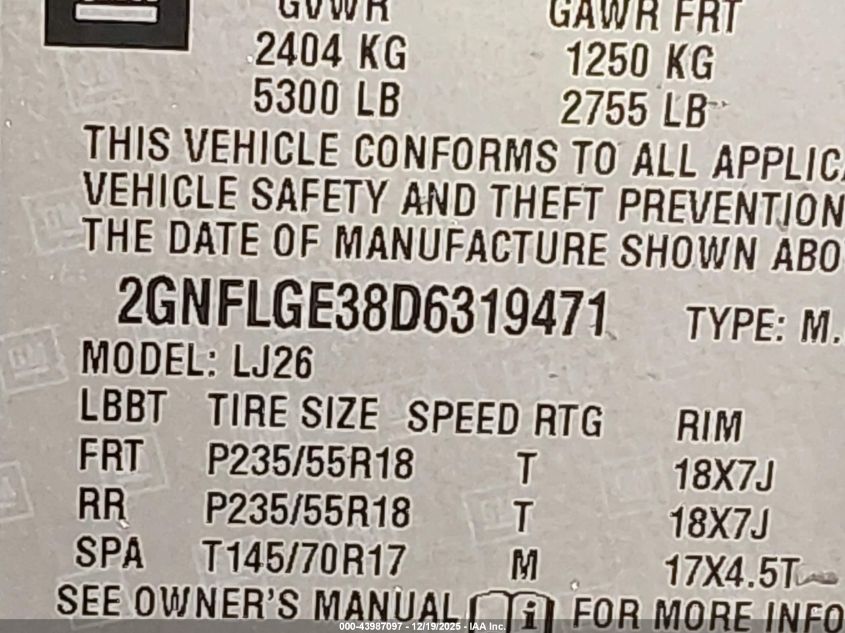 GVWR GAWR FRT
2404 KG 1250 KG
5300 LB 2755 LB
THIS VEHICLE CONFORMS TO ALL APPLICA
VEHICLE SAFETY AND THEFT PREVENTION
THE DATE OF MANUFACTURE SHOWN ABO
2GNFLGE38D6319471 TYPE: M.
MODEL: LJ26
LBBT TIRE SIZE SPEED RTG RIM
FRT P235/55R18 T 18X7J
RR P235/55R18 T 18X7J
SPA T145/70R17 M 17X4.5T
SEE OWNER'S MANUAL i FOR MORE INFO
000-43987097 - 12/19/2025 - IAA Inc.